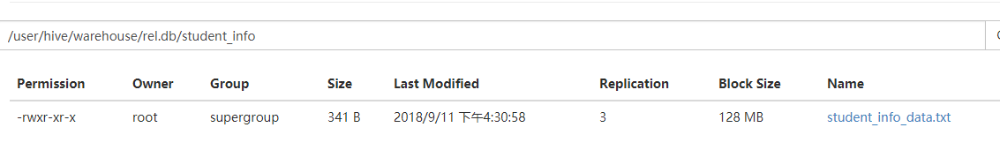 /user/hive/warehouse/rel.db/student_info
Permission Owner Group Size Last Modified Replication Block Size Name
-rwxr-xr-x root supergroup 341 B 2018/9/11 下午4:30:58 3 128 MB student_info_data.txt